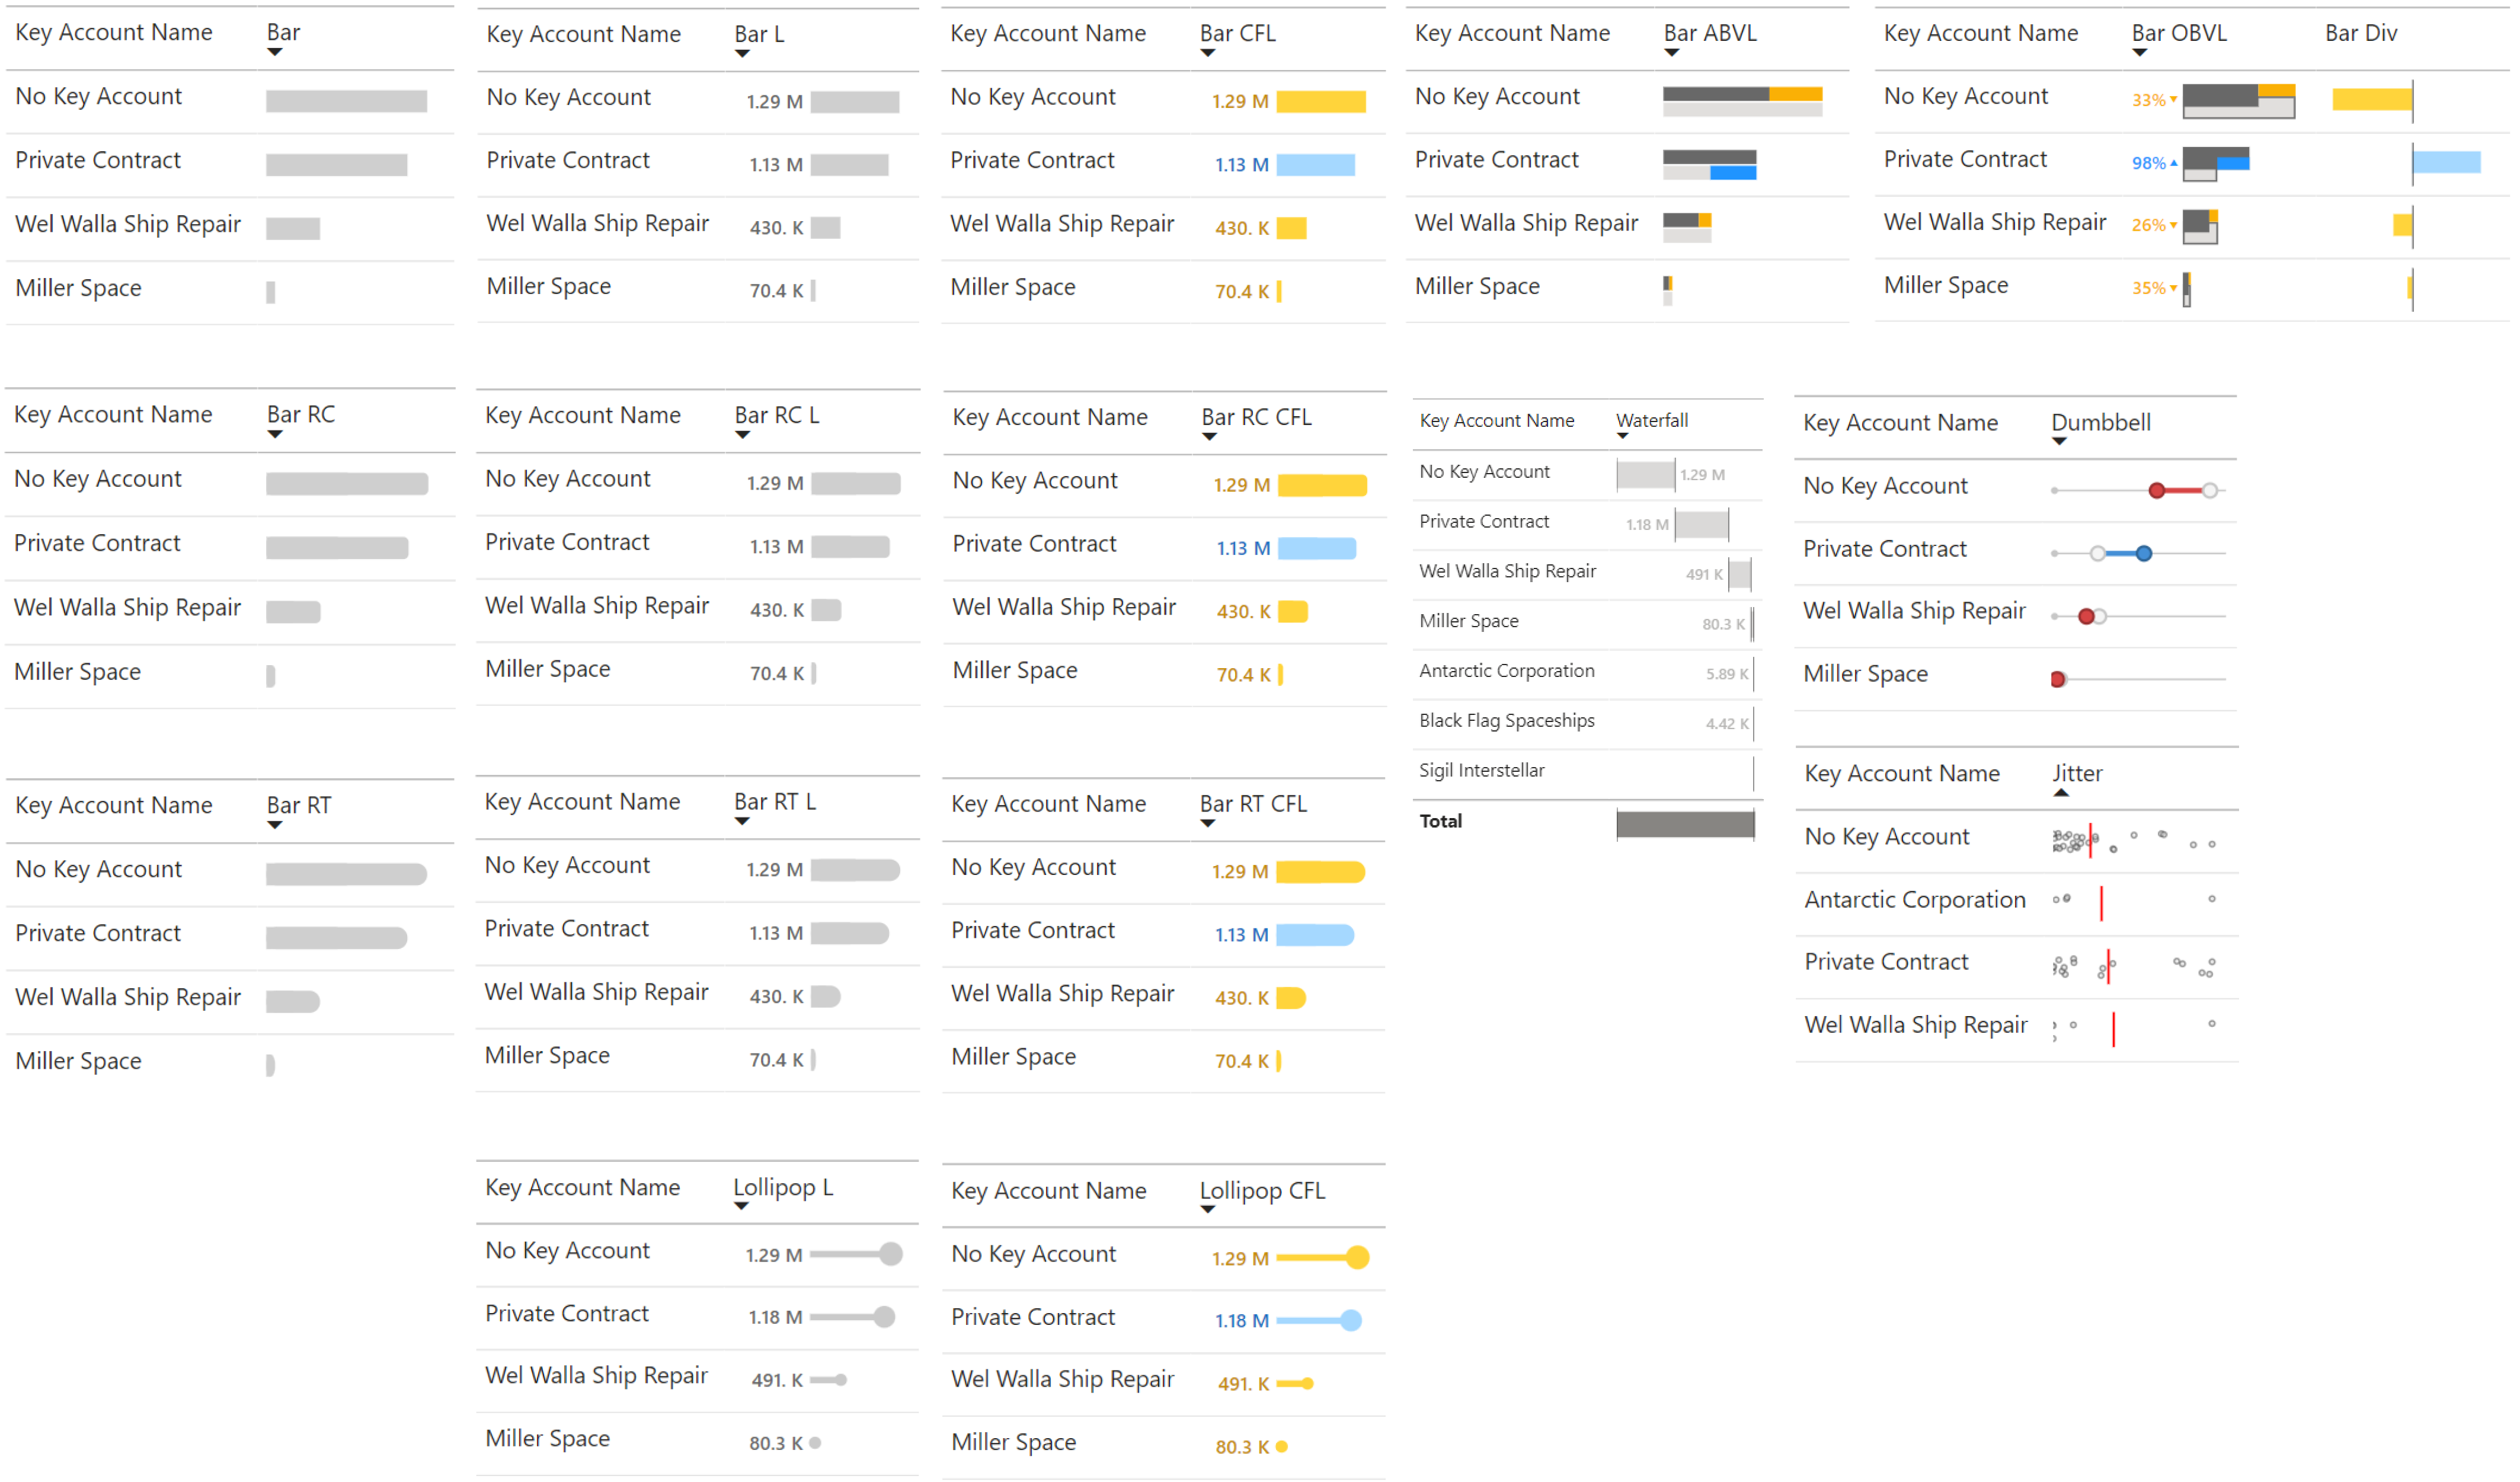 Key Account Name Bar
No Key Account
Private Contract
Wel Walla Ship Repair
Miller Space
Key Account Name Bar L
No Key Account 1.29 M
Private Contract 1.13 M
Wel Walla Ship Repair 430. K
Miller Space 70.4 K
Key Account Name Bar CFL
No Key Account 1.29 M
Private Contract 1.13 M
Wel Walla Ship Repair 430. K
Miller Space 70.4 K
Key Account Name Bar ABVL
No Key Account
Private Contract
Wel Walla Ship Repair
Miller Space
Key Account Name Bar OBVL Bar Div
No Key Account 33%
Private Contract 98%
Wel Walla Ship Repair 26%
Miller Space 35%
Key Account Name Bar RC
No Key Account
Private Contract
Wel Walla Ship Repair
Miller Space
Key Account Name Bar RC L
No Key Account 1.29 M
Private Contract 1.13 M
Wel Walla Ship Repair 430. K
Miller Space 70.4 K
Key Account Name Bar RC CFL
No Key Account 1.29 M
Private Contract 1.13 M
Wel Walla Ship Repair 430. K
Miller Space 70.4 K
Key Account Name Waterfall
No Key Account 1.29 M
Private Contract 1.18 M
Wel Walla Ship Repair 491 K
Miller Space 80.3 K
Antarctic Corporation 5.89 K
Black Flag Spaceships 4.42 K
Sigil Interstellar
Total
Key Account Name Dumbbell
No Key Account
Private Contract
Wel Walla Ship Repair
Miller Space
Key Account Name Jitter
No Key Account
Antarctic Corporation
Private Contract
Wel Walla Ship Repair
Key Account Name Bar RT
No Key Account
Private Contract
Wel Walla Ship Repair
Miller Space
Key Account Name Bar RT L
No Key Account 1.29 M
Private Contract 1.13 M
Wel Walla Ship Repair 430. K
Miller Space 70.4 K
Key Account Name Bar RT CFL
No Key Account 1.29 M
Private Contract 1.13 M
Wel Walla Ship Repair 430. K
Miller Space 70.4 K
Key Account Name Lollipop L
No Key Account 1.29 M
Private Contract 1.18 M
Wel Walla Ship Repair 491. K
Miller Space 80.3 K
Key Account Name Lollipop CFL
No Key Account 1.29 M
Private Contract 1.18 M
Wel Walla Ship Repair 491. K
Miller Space 80.3 K